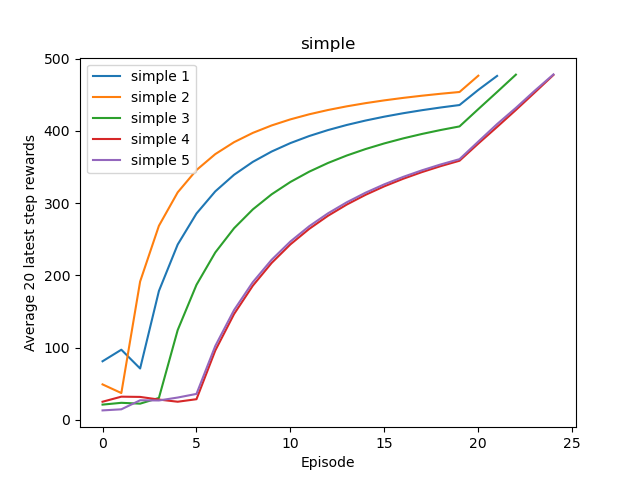 simple
500
400
300
200
100
0
Average 20 latest step rewards
simple 1
simple 2
simple 3
simple 4
simple 5
0 5 10 15 20 25
Episode